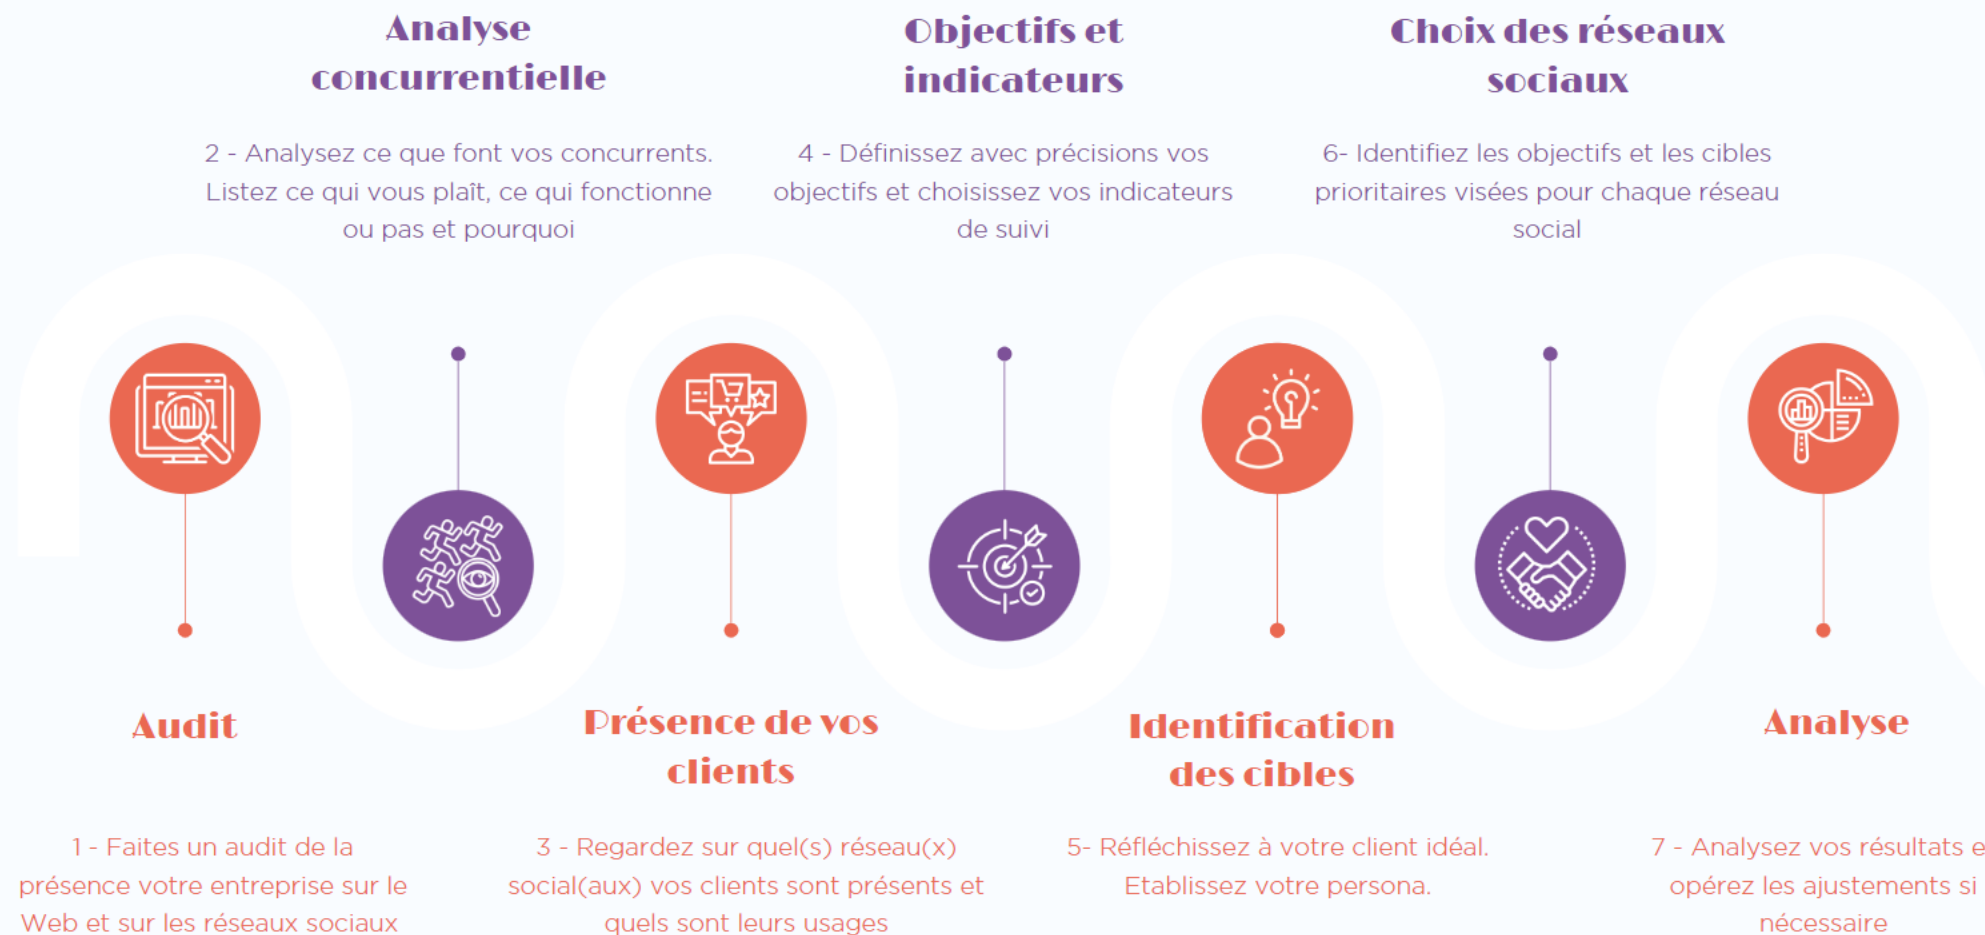 Analyse
concurrentielle
2 - Analysez ce que font vos concurrents.
Listez ce qui vous plaît, ce qui fonctionne
ou pas et pourquoi
Objectifs et
indicateurs
4 - Définissez avec précisions vos
objectifs et choisissez vos indicateurs
de suivi
Choix des réseaux
sociaux
6- Identifiez les objectifs et les cibles
prioritaires visées pour chaque réseau
social
Audit
1 - Faites un audit de la
présence votre entreprise sur le
Web et sur les réseaux sociaux
Présence de vos
clients
3 - Regardez sur quel(s) réseau(x)
social(aux) vos clients sont présents et
quels sont leurs usages
Identification
des cibles
5- Réfléchissez à votre client idéal.
Etablissez votre persona.
Analyse
7 - Analysez vos résultats e
opérez les ajustements si
nécessaire